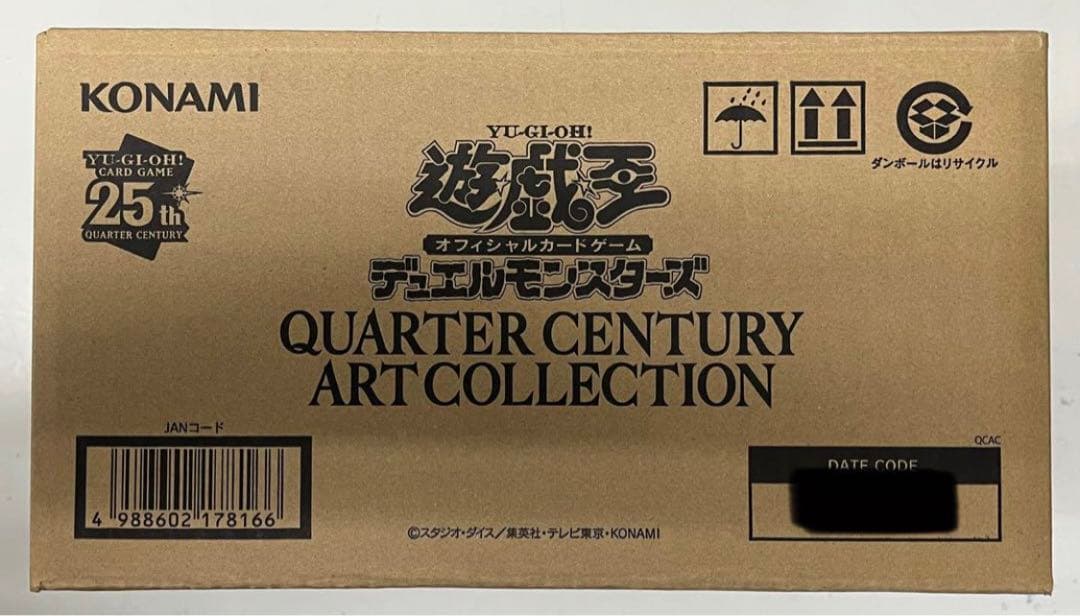 KONAMI
YU-GI-OH!
CARD GAME
25th
QUARTER CENTURY
YU-GI-OH!
遊戯王
オフィシャルカードゲーム
デュエルモンスターズ
QUARTER CENTURY
ART COLLECTION
ダンボールはリサイクル
JANコード
4 988602 178166
©スタジオ・ダイス／集英社・テレビ東京・KONAMI
QCAC
DATE CODE